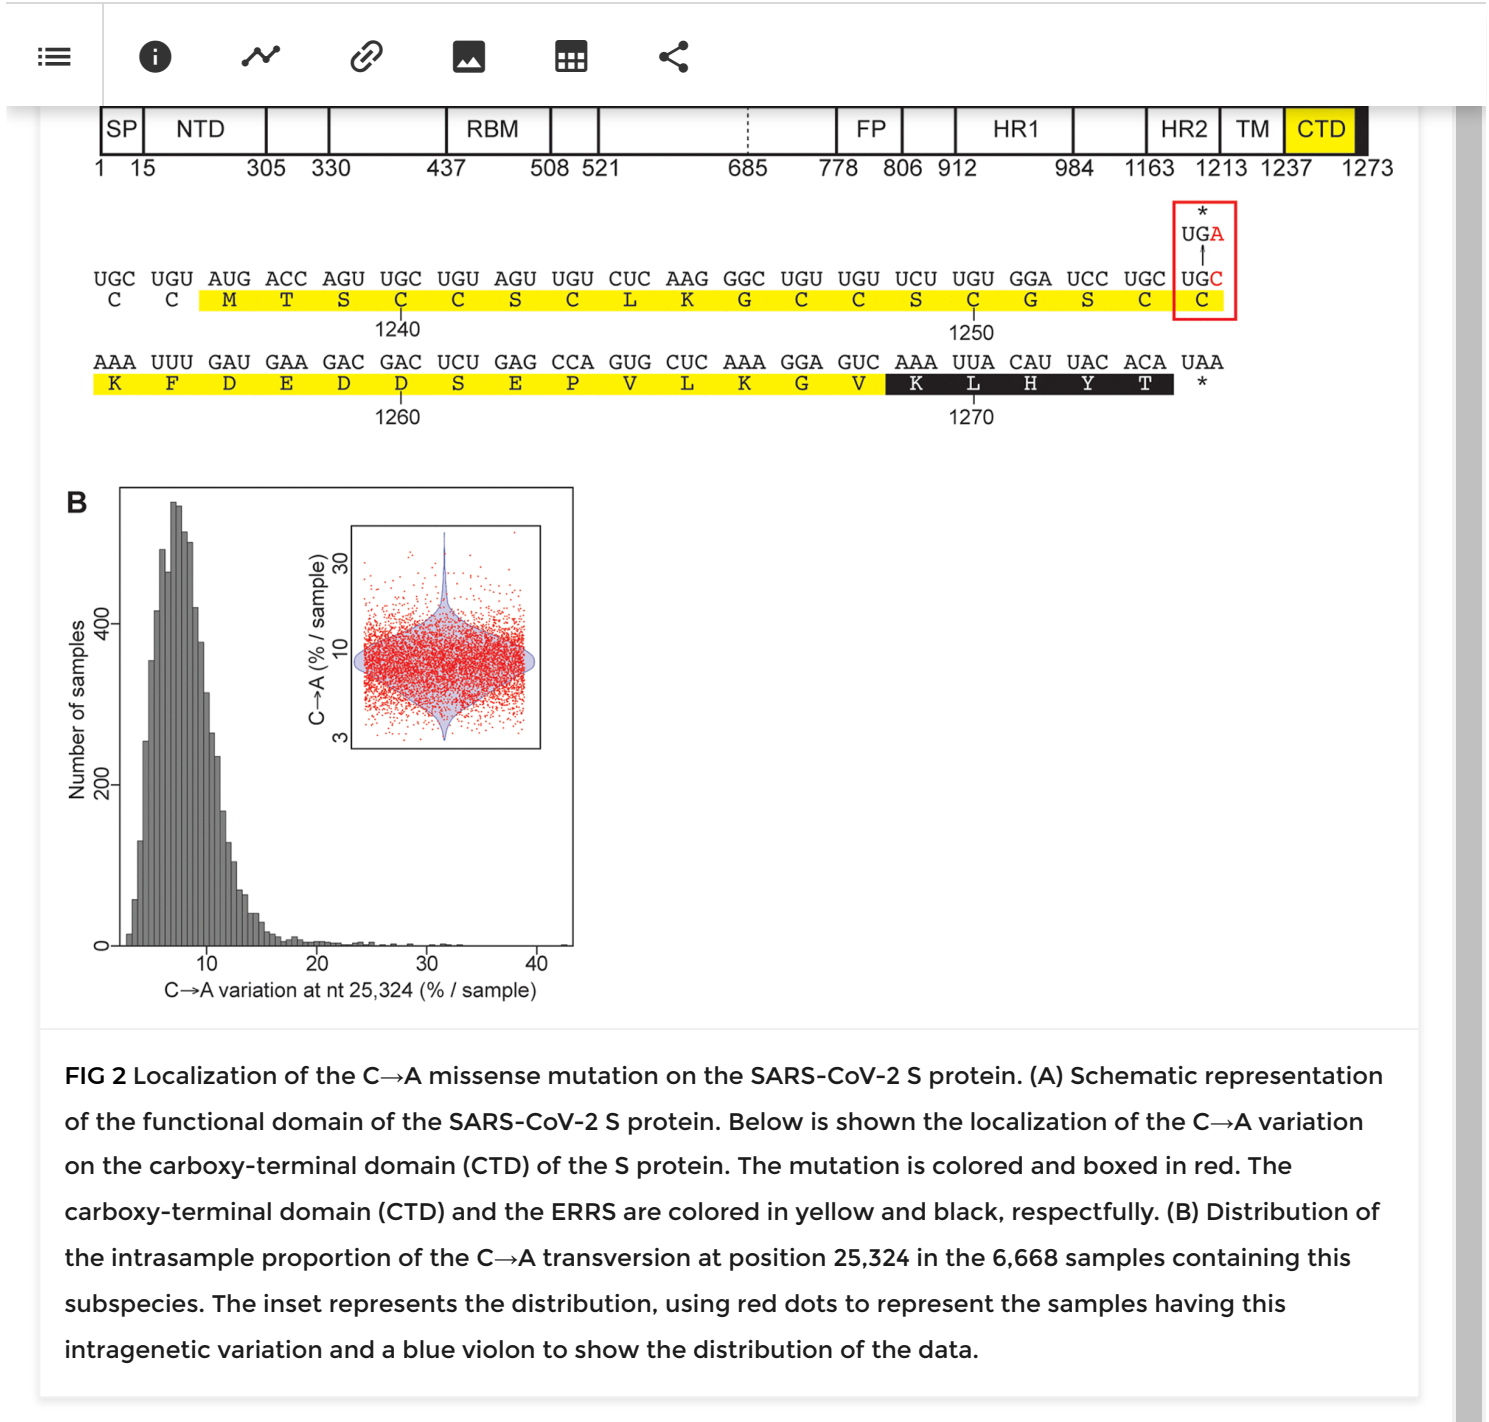 SP NTD RBM FP HR1 HR2 TM CTD
1 15 305 330 437 508 521 685 778 806 912 984 1163 1213 1237 1273
*
UGA
UGC UGU AUG ACC AGU UGC UGU AGU UGU CUC AAG GGC UGU UGU UCU UGU GGA UCC UGC UGC
C C M T S C C S C L K G C C S C G S C C
1240 1250
AAA UUU GAU GAA GAC GAC UCU GAG CCA GUG CUC AAA GGA GUC AAA UUA CAU UAC ACA UAA
K F D E D D S E P V L K G V K L H Y T *
1260 1270
B
Number of samples
400
200
0
10 20 30 40
C→A variation at nt 25,324 (% / sample)
C→A (% / sample)
30
10
3
FIG 2 Localization of the C→A missense mutation on the SARS-CoV-2 S protein. (A) Schematic representation
of the functional domain of the SARS-CoV-2 S protein. Below is shown the localization of the C→A variation
on the carboxy-terminal domain (CTD) of the S protein. The mutation is colored and boxed in red. The
carboxy-terminal domain (CTD) and the ERRS are colored in yellow and black, respectfully. (B) Distribution of
the intrasample proportion of the C→A transversion at position 25,324 in the 6,668 samples containing this
subspecies. The inset represents the distribution, using red dots to represent the samples having this
intragenetic variation and a blue violon to show the distribution of the data.